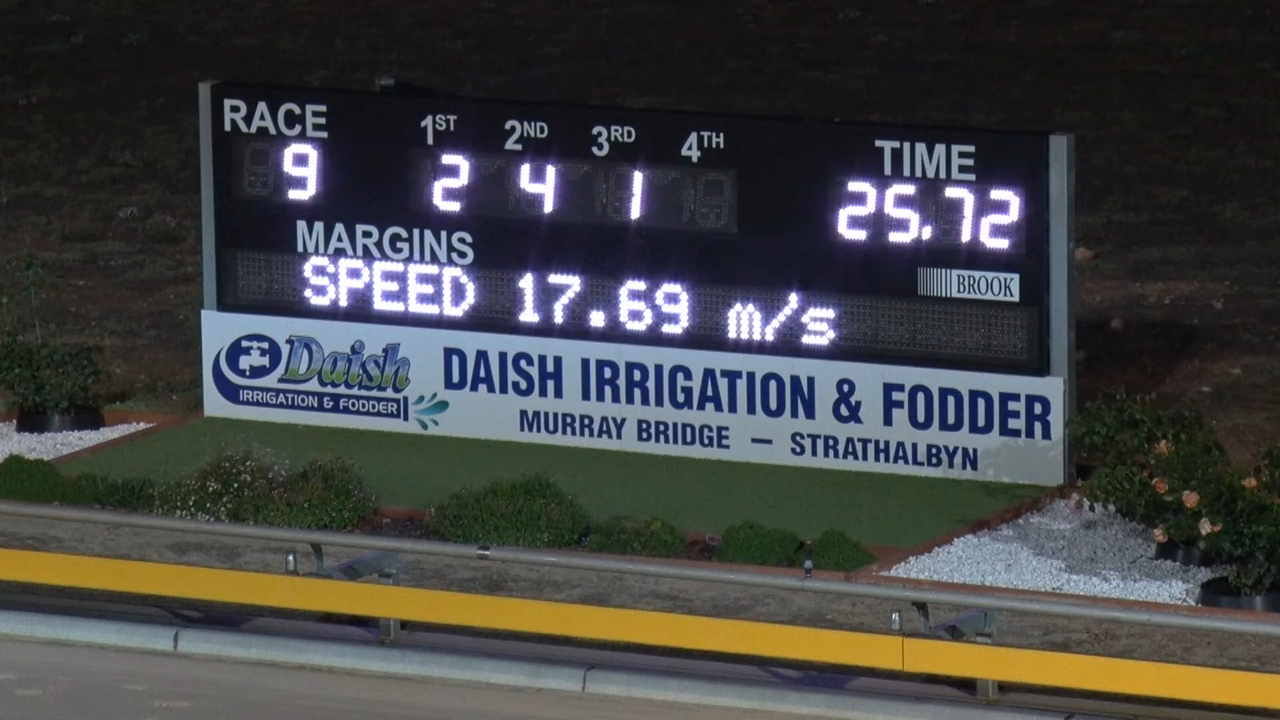 RACE 1ST 2ND 3RD 4TH TIME
9 2 4 1 25.72
MARGINS
SPEED 17.69 m/s
BROOK
Daish
IRRIGATION & FODDER
DAISH IRRIGATION & FODDER
MURRAY BRIDGE – STRATHALBYN